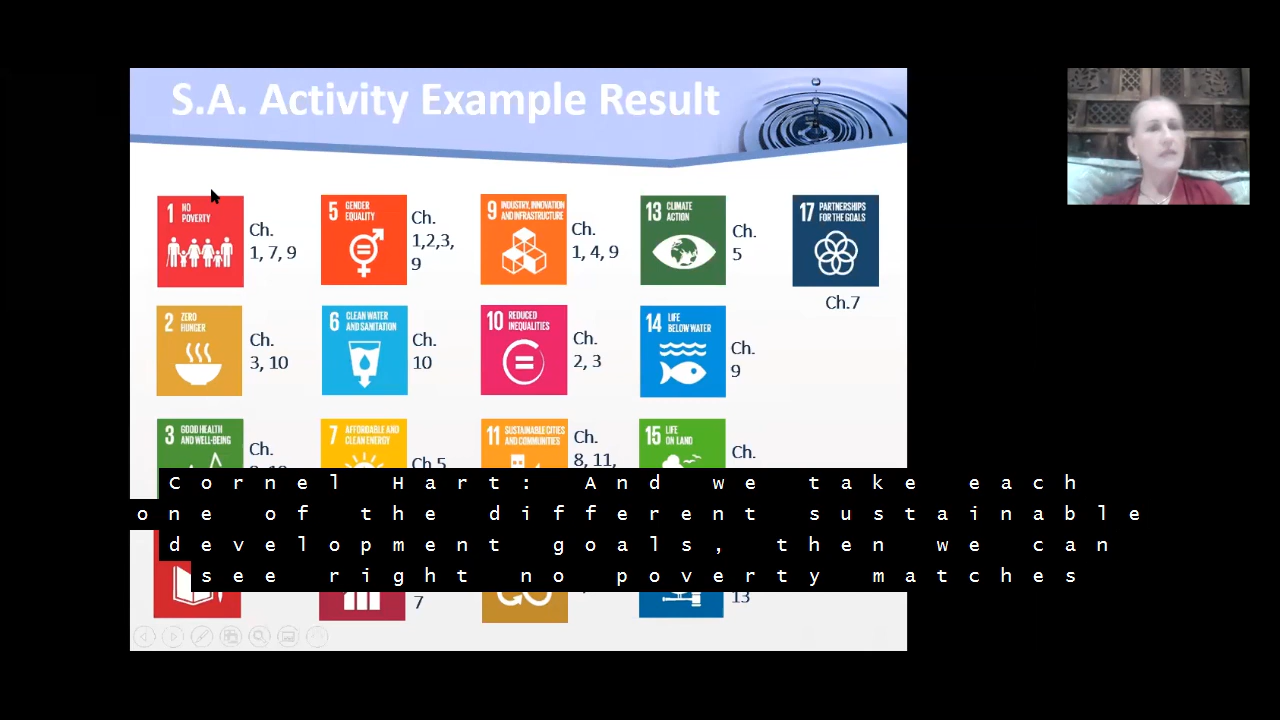 S.A. Activity Example Result
1 NO
POVERTY
Ch.
1, 7, 9
5 GENDER
EQUALITY
Ch.
1,2,3,
9
9 INDUSTRY, INNOVATION
AND INFRASTRUCTURE
Ch.
1, 4, 9
13 CLIMATE
ACTION
Ch.
5
17 PARTNERSHIPS
FOR THE GOALS
Ch.7
2 ZERO
HUNGER
Ch.
3, 10
6 CLEAN WATER
AND SANITATION
Ch.
10
10 REDUCED
INEQUALITIES
Ch.
2, 3
14 LIFE
BELOW WATER
Ch.
9
3 GOOD HEALTH
AND WELL-BEING
Ch.
7 AFFORDABLE AND
CLEAN ENERGY
Ch.5
11 SUSTAINABLE CITIES
AND COMMUNITIES
Ch.
8, 11,
15 LIFE
ON LAND
Ch.
Cornel Hart: And we take each
one of the different sustainable
development goals, then we can
see right no poverty matches
7
13